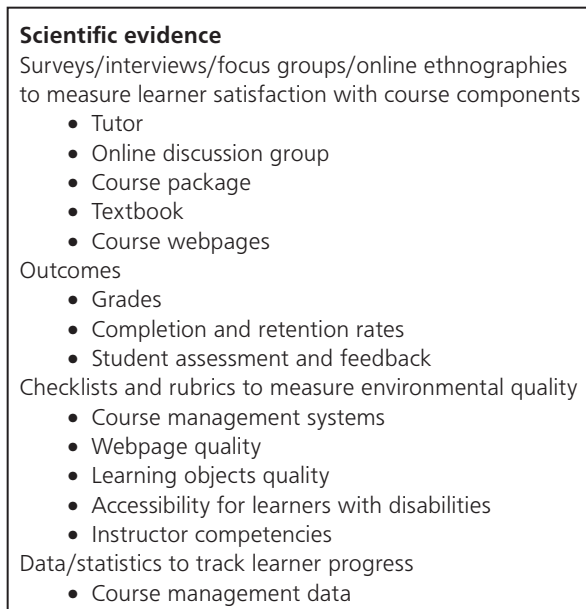 Scientific evidence
Surveys/interviews/focus groups/online ethnographies
to measure learner satisfaction with course components
• Tutor
• Online discussion group
• Course package
• Textbook
• Course webpages
Outcomes
• Grades
• Completion and retention rates
• Student assessment and feedback
Checklists and rubrics to measure environmental quality
• Course management systems
• Webpage quality
• Learning objects quality
• Accessibility for learners with disabilities
• Instructor competencies
Data/statistics to track learner progress
• Course management data